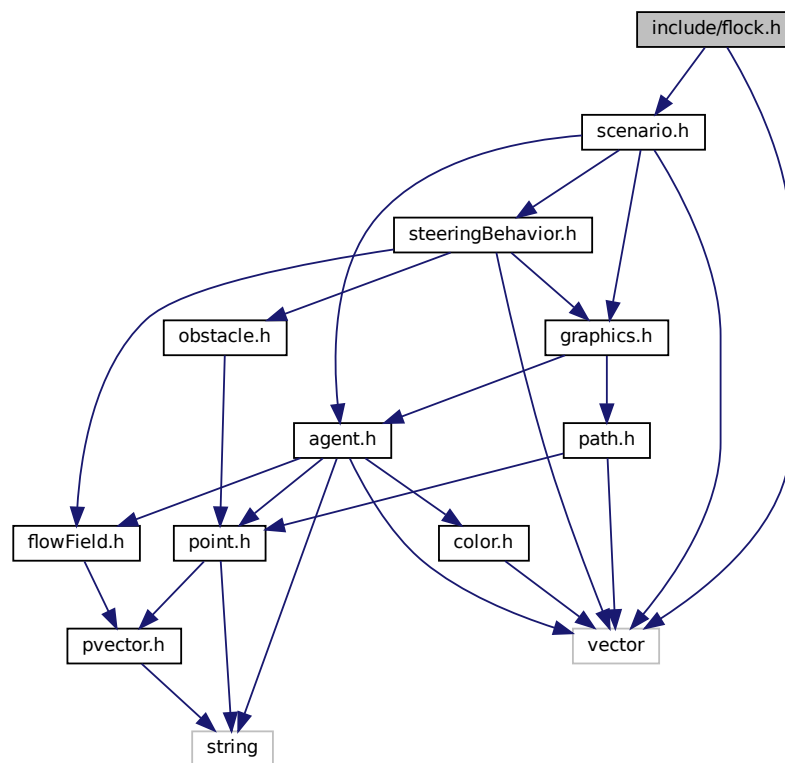 include/flock.h
scenario.h
steeringBehavior.h
obstacle.h
graphics.h
agent.h
path.h
flowField.h
point.h
color.h
pvector.h
vector
string